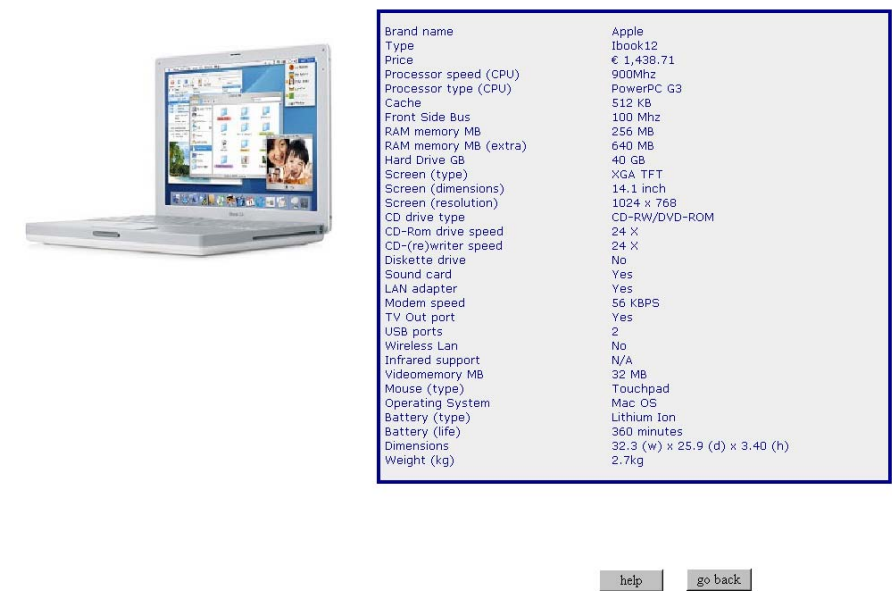 Brand name Apple
Type Ibook12
Price € 1,438.71
Processor speed (CPU) 900Mhz
Processor type (CPU) PowerPC G3
Cache 512 KB
Front Side Bus 100 Mhz
RAM memory MB 256 MB
RAM memory MB (extra) 640 MB
Hard Drive GB 40 GB
Screen (type) XGA TFT
Screen (dimensions) 14.1 inch
Screen (resolution) 1024 x 768
CD drive type CD-RW/DVD-ROM
CD-Rom drive speed 24 X
CD-(re)writer speed 24 X
Diskette drive No
Sound card Yes
LAN adapter Yes
Modem speed 56 KBPS
TV Out port Yes
USB ports 2
Wireless Lan No
Infrared support N/A
Videomemory MB 32 MB
Mouse (type) Touchpad
Operating System Mac OS
Battery (type) Lithium Ion
Battery (life) 360 minutes
Dimensions 32.3 (w) x 25.9 (d) x 3.40 (h)
Weight (kg) 2.7kg
help go back